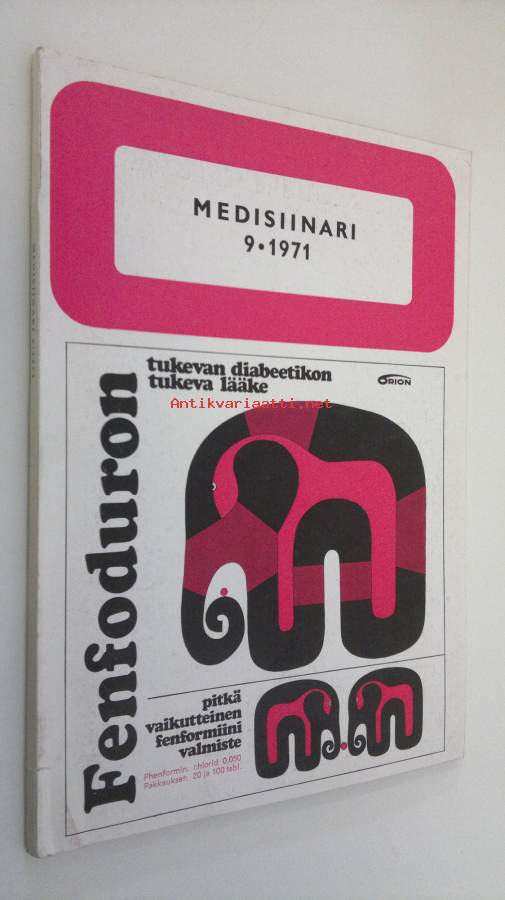 MEDISIINARI
9•1971
tukevan diabeetikon
tukeva lääke
ORION
Antikvariaatti.net
Fenfoduron
pitkä
vaikutteinen
fenformiini
valmiste
Phenformin. chlorid 0,050
Pakkaukset: 20 ja 100 tabl.